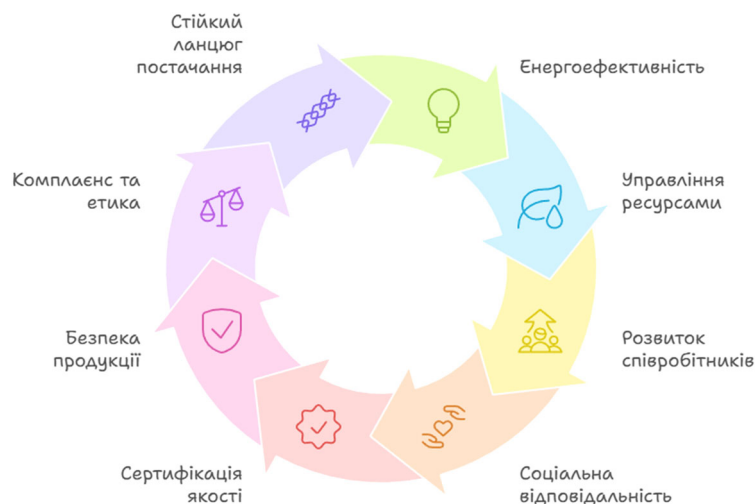 Стійкий
ланцюг
постачання
Енергоефективність
Управління
ресурсами
Розвиток
співробітників
Соціальна
відповідальність
Сертифікація
якості
Безпека
продукції
Комплаєнс та
етика